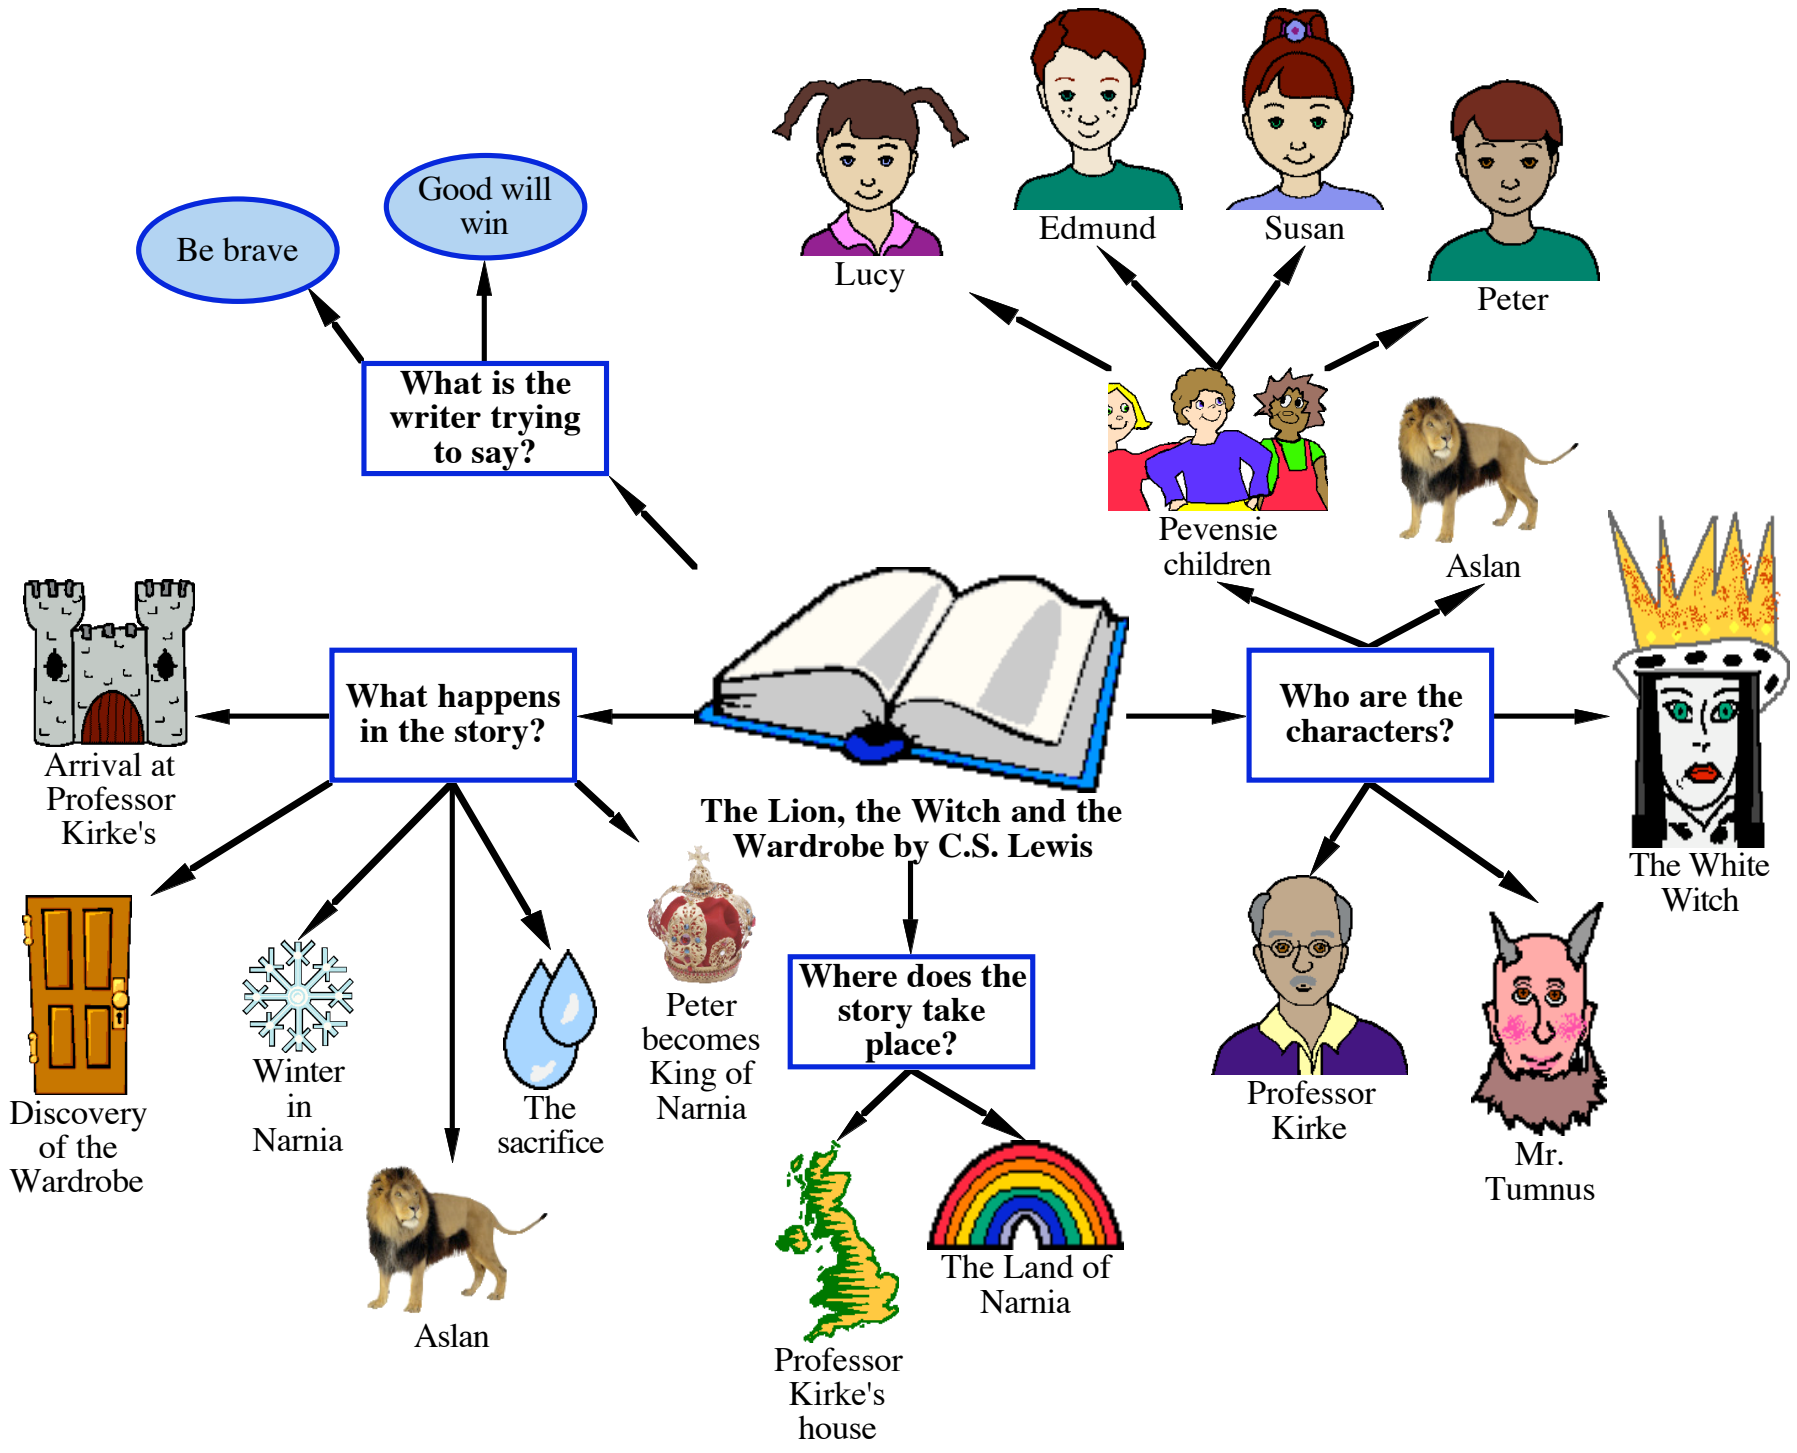 Good will
win
Be brave
What is the
writer trying
to say?
Lucy
Edmund
Susan
Peter
Pevensie
children
Aslan
The Lion, the Witch and the
Wardrobe by C.S. Lewis
What happens
in the story?
Arrival at
Professor
Kirke's
Discovery
of the
Wardrobe
Winter
in
Narnia
Aslan
The
sacrifice
Peter
becomes
King of
Narnia
Where does the
story take
place?
Professor
Kirke's
house
The Land of
Narnia
Who are the
characters?
The White
Witch
Professor
Kirke
Mr.
Tumnus